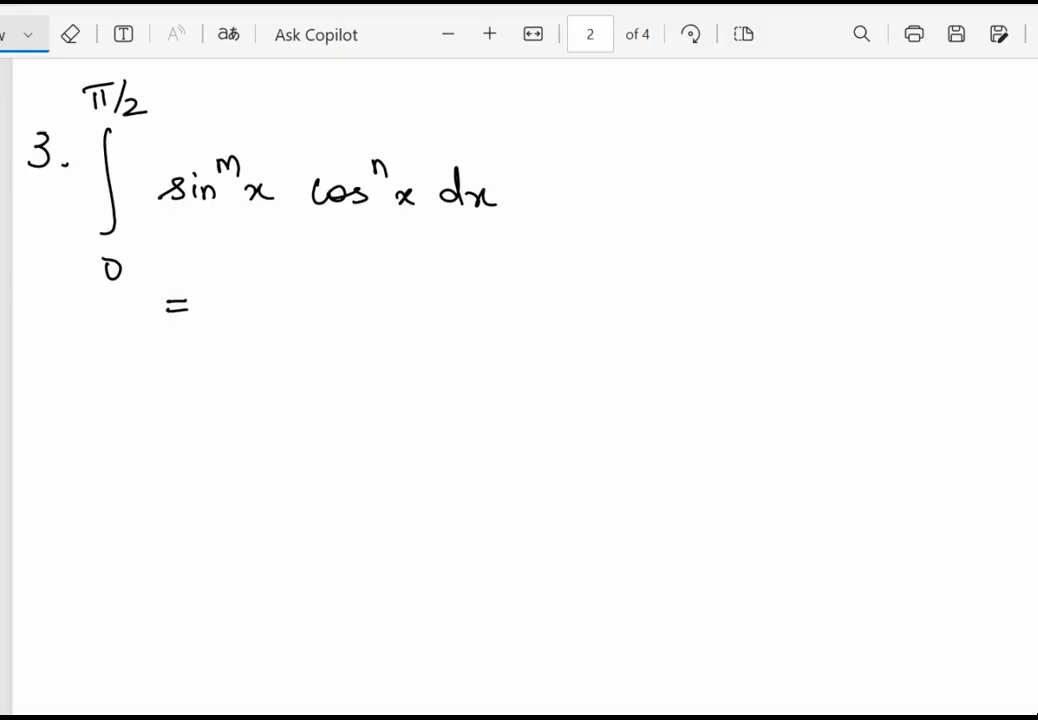 Ask Copilot 2 of 4
π/2
3. ∫ sin^m x cos^n x dx
0
=